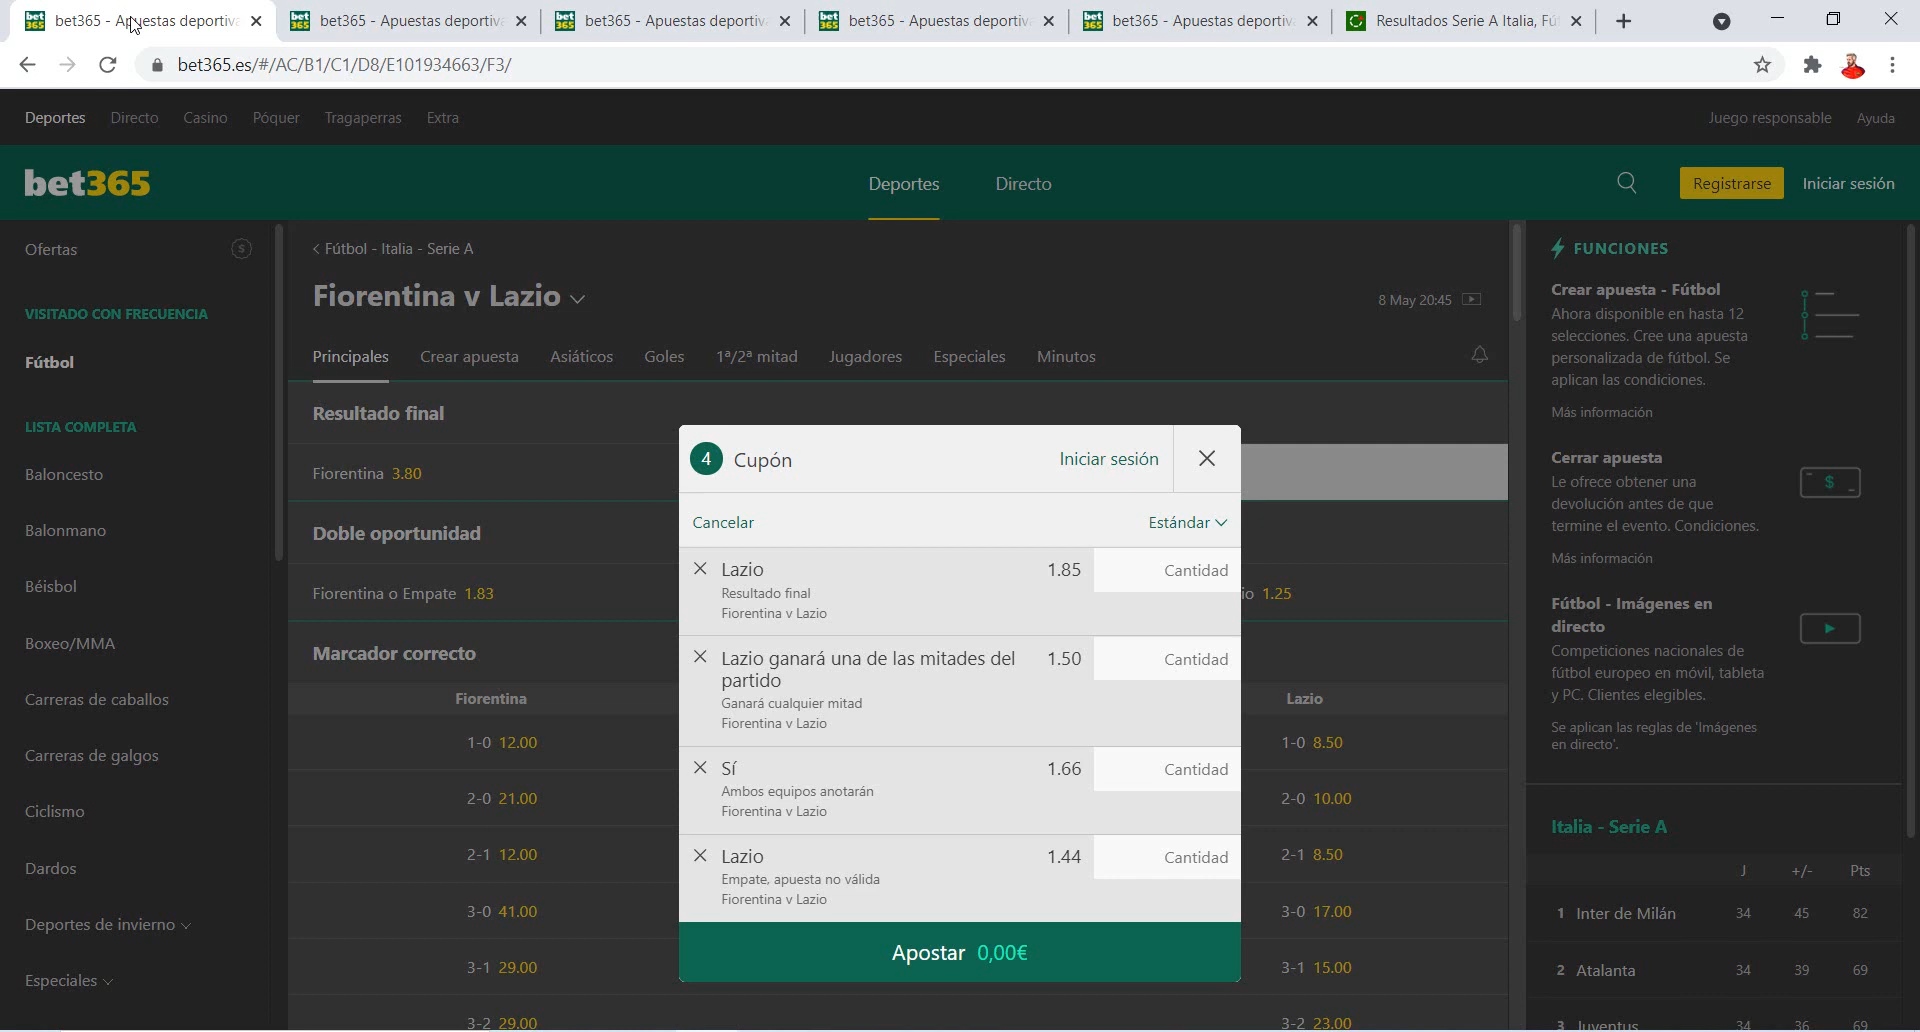 bet365 - Apuestas deportiva
bet365 - Apuestas deportiva
bet365 - Apuestas deportiva
bet365 - Apuestas deportiva
bet365 - Apuestas deportiva
Resultados Serie A Italia, Fút
bet365.es/#/AC/B1/C1/D8/E101934663/F3/
Deportes Directo Casino Póquer Tragaperras Extra
Juego responsable Ayuda
bet365
Deportes Directo
Registrarse Iniciar sesión
Ofertas
VISITADO CON FRECUENCIA
Fútbol
LISTA COMPLETA
Baloncesto
Balonmano
Béisbol
Boxeo/MMA
Carreras de caballos
Carreras de galgos
Ciclismo
Dardos
Deportes de invierno
Especiales
< Fútbol - Italia - Serie A
Fiorentina v Lazio
8 May 20:45
Principales Crear apuesta Asiáticos Goles 1ª/2ª mitad Jugadores Especiales Minutos
Resultado final
Fiorentina 3.80
Doble oportunidad
Fiorentina o Empate 1.83
io 1.25
Marcador correcto
Fiorentina Lazio
1-0 12.00 1-0 8.50
2-0 21.00 2-0 10.00
2-1 12.00 2-1 8.50
3-0 41.00 3-0 17.00
3-1 29.00 3-1 15.00
3-2 29.00 3-2 23.00
4 Cupón Iniciar sesión
Cancelar Estándar
Lazio 1.85 Cantidad
Resultado final
Fiorentina v Lazio
Lazio ganará una de las mitades del 1.50 Cantidad
partido
Ganará cualquier mitad
Fiorentina v Lazio
Sí 1.66 Cantidad
Ambos equipos anotarán
Fiorentina v Lazio
Lazio 1.44 Cantidad
Empate, apuesta no válida
Fiorentina v Lazio
Apostar 0,00€
FUNCIONES
Crear apuesta - Fútbol
Ahora disponible en hasta 12
selecciones. Cree una apuesta
personalizada de fútbol. Se
aplican las condiciones.
Más información
Cerrar apuesta
Le ofrece obtener una
devolución antes de que
termine el evento. Condiciones.
Más información
Fútbol - Imágenes en
directo
Competiciones nacionales de
fútbol europeo en móvil, tableta
y PC. Clientes elegibles.
Se aplican las reglas de 'Imágenes
en directo'.
Italia - Serie A
J +/- Pts
1 Inter de Milán 34 45 82
2 Atalanta 34 39 69
3 Juventus 34 36 69